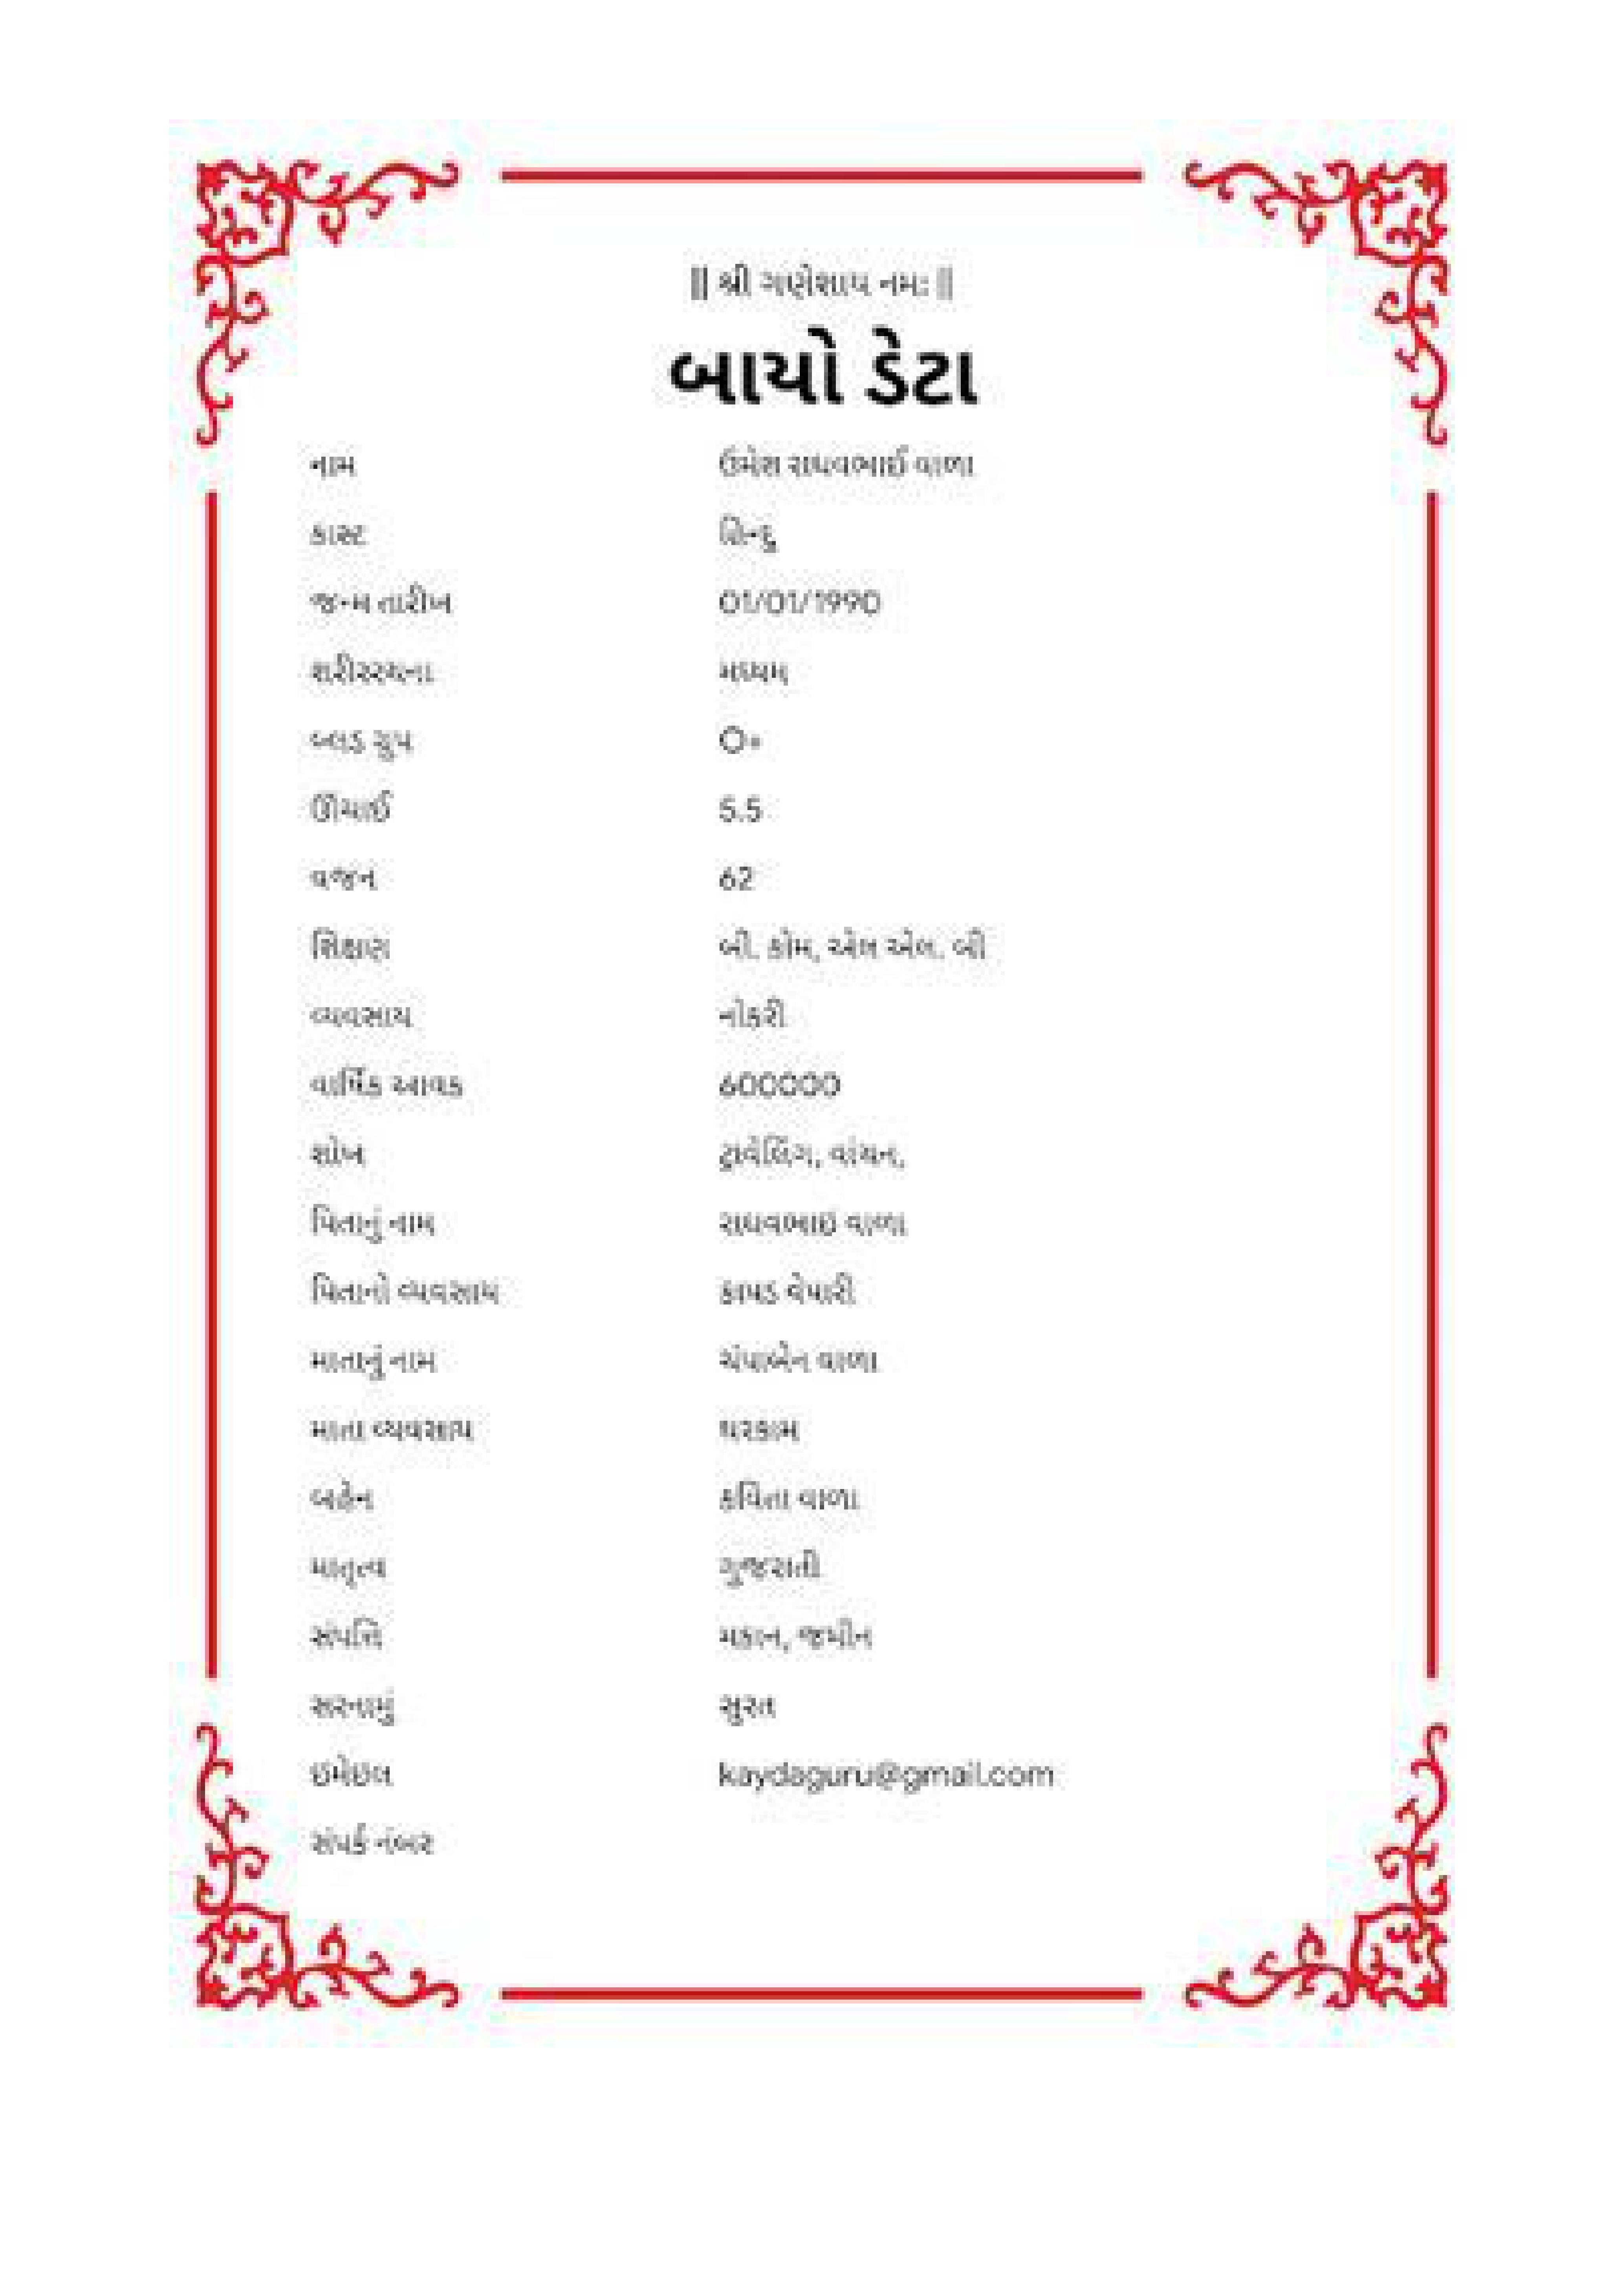 || શ્રી ગણેશાય નમ: ||
બાયો ડેટા
નામ ઉમેશ રાઘવભાઈ વાળા
કાસ્ટ હિન્દુ
જન્મ તારીખ 01/01/1990
શરીરરચના મધ્યમ
બ્લડ ગ્રુપ O+
ઊંચાઈ 5.5
વજન 62
શિક્ષણ બી. કોમ, એલ એલ. બી
વ્યવસાય નોકરી
વાર્ષિક આવક 600000
શોખ ટ્રાવેલિંગ, વાંચન,
પિતાનું નામ રાઘવભાઇ વાળા
પિતાનો વ્યવસાય કાપડ વેપારી
માતાનું નામ ચંપાબેન વાળા
માતા વ્યવસાય ઘરકામ
બહેન કવિતા વાળા
માતૃત્વ ગુજરાતી
સંપત્તિ મકાન, જમીન
સરનામું સુરત
ઇમેઇલ kaydaguru@gmail.com
સંપર્ક નંબર